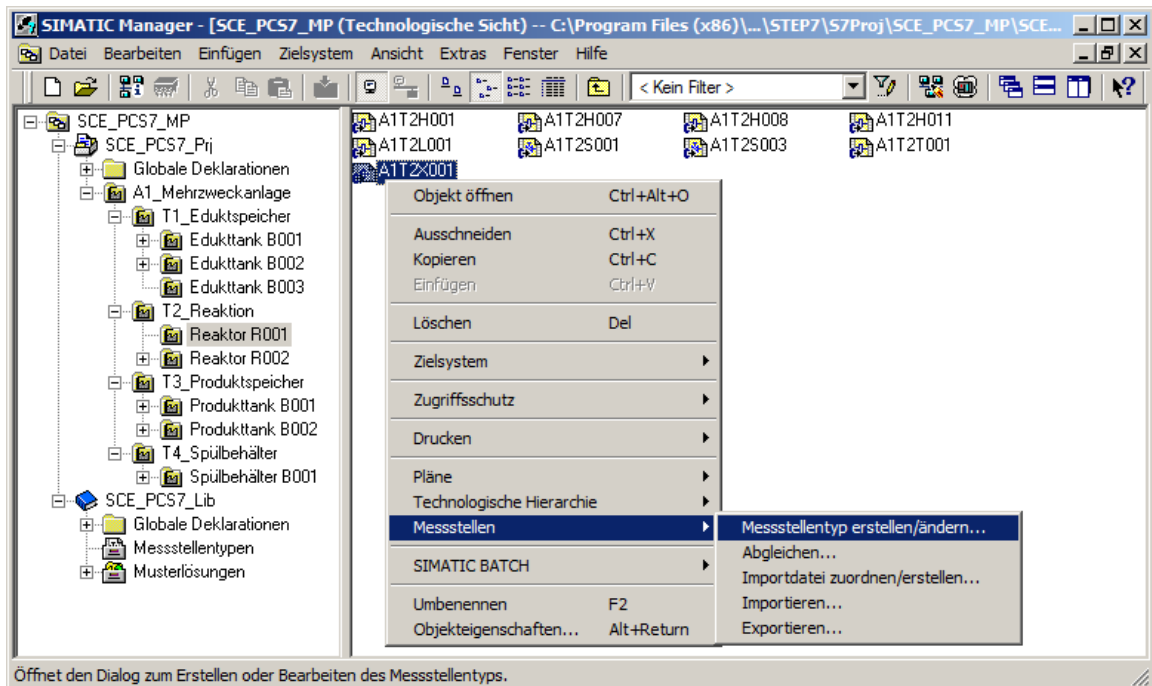 SIMATIC Manager - [SCE_PCS7_MP (Technologische Sicht) -- C:\Program Files (x86)\...\STEP7\S7Proj\SCE_PCS7_MP\SCE...
Datei Bearbeiten Einfügen Zielsystem Ansicht Extras Fenster Hilfe
< Kein Filter >
SCE_PCS7_MP
SCE_PCS7_Prj
Globale Deklarationen
A1_Mehrzweckanlage
T1_Eduktspeicher
Edukttank B001
Edukttank B002
Edukttank B003
T2_Reaktion
Reaktor R001
Reaktor R002
T3_Produktspeicher
Produkttank B001
Produkttank B002
T4_Spülbehälter
Spülbehälter B001
SCE_PCS7_Lib
Globale Deklarationen
Messstellentypen
Musterlösungen
A1T2H001 A1T2H007 A1T2H008 A1T2H011
A1T2L001 A1T2S001 A1T2S003 A1T2T001
A1T2X001
Objekt öffnen Ctrl+Alt+O
Ausschneiden Ctrl+X
Kopieren Ctrl+C
Einfügen Ctrl+V
Löschen Del
Zielsystem
Zugriffsschutz
Drucken
Pläne
Technologische Hierarchie
Messstellen
SIMATIC BATCH
Umbenennen F2
Objekteigenschaften... Alt+Return
Messstellentyp erstellen/ändern...
Abgleichen...
Importdatei zuordnen/erstellen...
Importieren...
Exportieren...
Öffnet den Dialog zum Erstellen oder Bearbeiten des Messstellentyps.